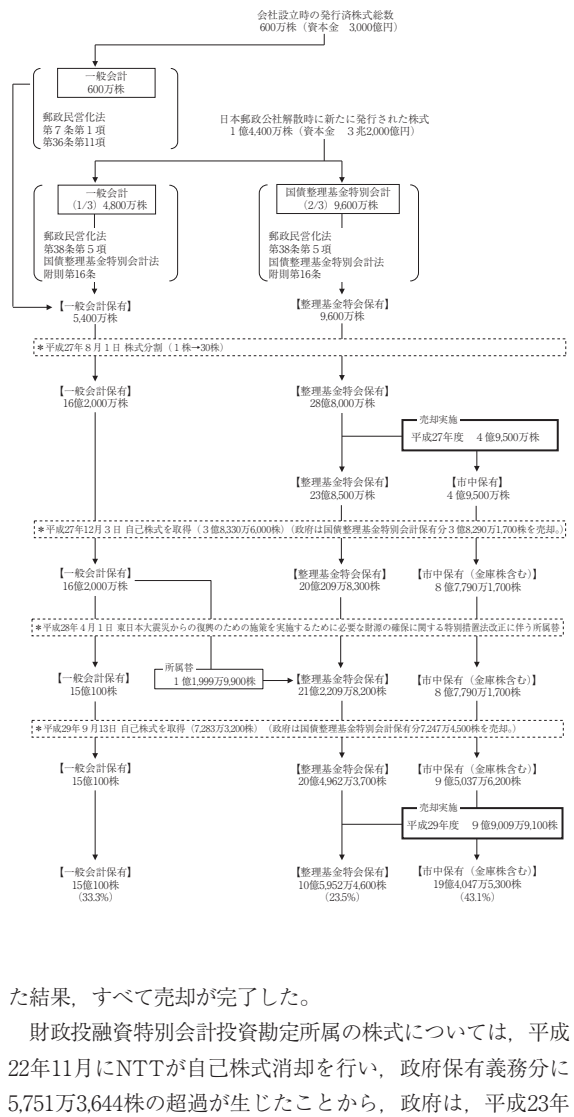 会社設立時の発行済株式総数
600万株（資本金　3,000億円）
一般会計
600万株
郵政民営化法
第７条第１項
第36条第11項
日本郵政公社解散時に新たに発行された株式
１億4,400万株（資本金　３兆2,000億円）
一般会計
（1/3）4,800万株
国債整理基金特別会計
（2/3）9,600万株
郵政民営化法
第38条第５項
国債整理基金特別会計法
附則第16条
郵政民営化法
第38条第５項
国債整理基金特別会計法
附則第16条
【一般会計保有】
5,400万株
【整理基金特会保有】
9,600万株
＊平成27年８月１日 株式分割（１株→30株）
【一般会計保有】
16億2,000万株
【整理基金特会保有】
28億8,000万株
売却実施
平成27年度　４億9,500万株
【整理基金特会保有】
23億8,500万株
【市中保有】
４億9,500万株
＊平成27年12月３日 自己株式を取得（３億8,330万6,000株）（政府は国債整理基金特別会計保有分３億8,290万1,700株を売却。）
【一般会計保有】
16億2,000万株
【整理基金特会保有】
20億209万8,300株
【市中保有（金庫株含む）】
８億7,790万1,700株
＊平成28年４月１日 東日本大震災からの復興のための施策を実施するために必要な財源の確保に関する特別措置法改正に伴う所属替
所属替
１億1,999万9,900株
【一般会計保有】
15億100株
【整理基金特会保有】
21億2,209万8,200株
【市中保有（金庫株含む）】
８億7,790万1,700株
＊平成29年９月13日 自己株式を取得（7,283万3,200株）（政府は国債整理基金特別会計保有分7,247万4,500株を売却。）
【一般会計保有】
15億100株
【整理基金特会保有】
20億4,962万3,700株
【市中保有（金庫株含む）】
９億5,037万6,200株
売却実施
平成29年度　９億9,009万9,100株
【一般会計保有】
15億100株
（33.3%）
【整理基金特会保有】
10億5,952万4,600株
（23.5%）
【市中保有（金庫株含む）】
19億4,047万5,300株
（43.1%）
た結果，すべて売却が完了した。
　財政投融資特別会計投資勘定所属の株式については，平成
22年11月にNTTが自己株式消却を行い，政府保有義務分に
5,751万3,644株の超過が生じたことから，政府は，平成23年